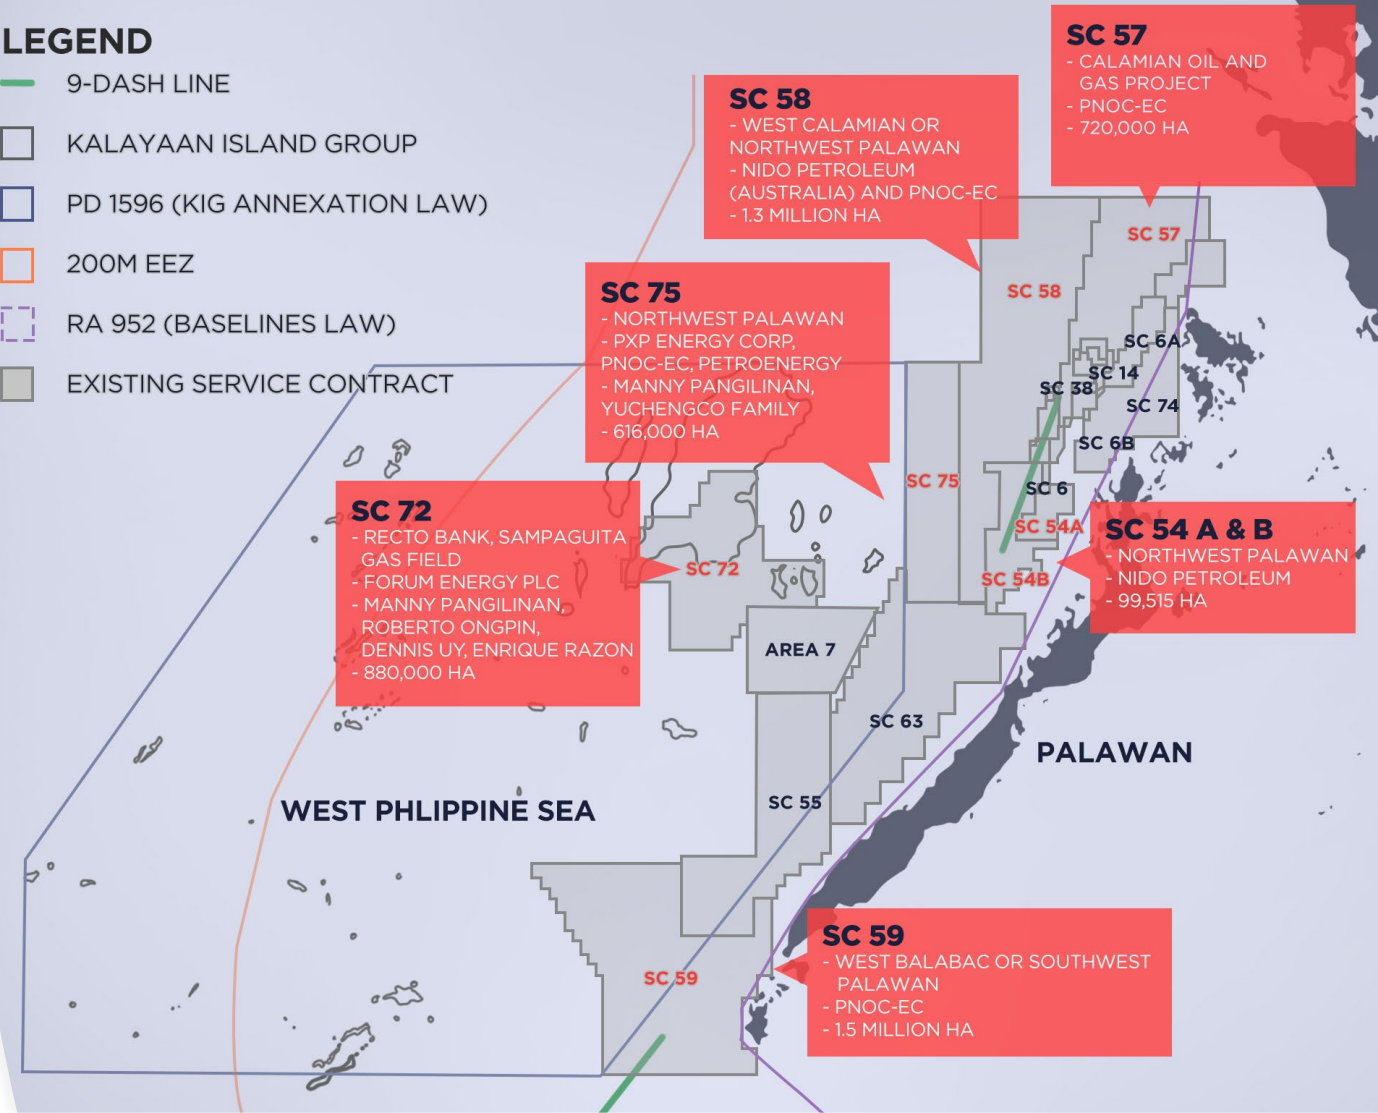 LEGEND
9-DASH LINE
KALAYAAN ISLAND GROUP
PD 1596 (KIG ANNEXATION LAW)
200M EEZ
RA 952 (BASELINES LAW)
EXISTING SERVICE CONTRACT
SC 57
- CALAMIAN OIL AND
GAS PROJECT
- PNOC-EC
- 720,000 HA
SC 58
- WEST CALAMIAN OR
NORTHWEST PALAWAN
- NIDO PETROLEUM
(AUSTRALIA) AND PNOC-EC
- 1.3 MILLION HA
SC 75
- NORTHWEST PALAWAN
- PXP ENERGY CORP,
PNOC-EC, PETROENERGY
- MANNY PANGILINAN,
YUCHENGCO FAMILY
- 616,000 HA
SC 72
- RECTO BANK, SAMPAGUITA
GAS FIELD
- FORUM ENERGY PLC
- MANNY PANGILINAN,
ROBERTO ONGPIN,
DENNIS UY, ENRIQUE RAZON
- 880,000 HA
SC 54 A & B
- NORTHWEST PALAWAN
- NIDO PETROLEUM
- 99,515 HA
SC 59
- WEST BALABAC OR SOUTHWEST
PALAWAN
- PNOC-EC
- 1.5 MILLION HA
SC 57
SC 58
SC 6A
SC 14
SC 38
SC 74
SC 6B
SC 75
SC 6
SC 54A
SC 72
SC 54B
AREA 7
SC 63
PALAWAN
SC 55
WEST PHLIPPINE SEA
SC 59